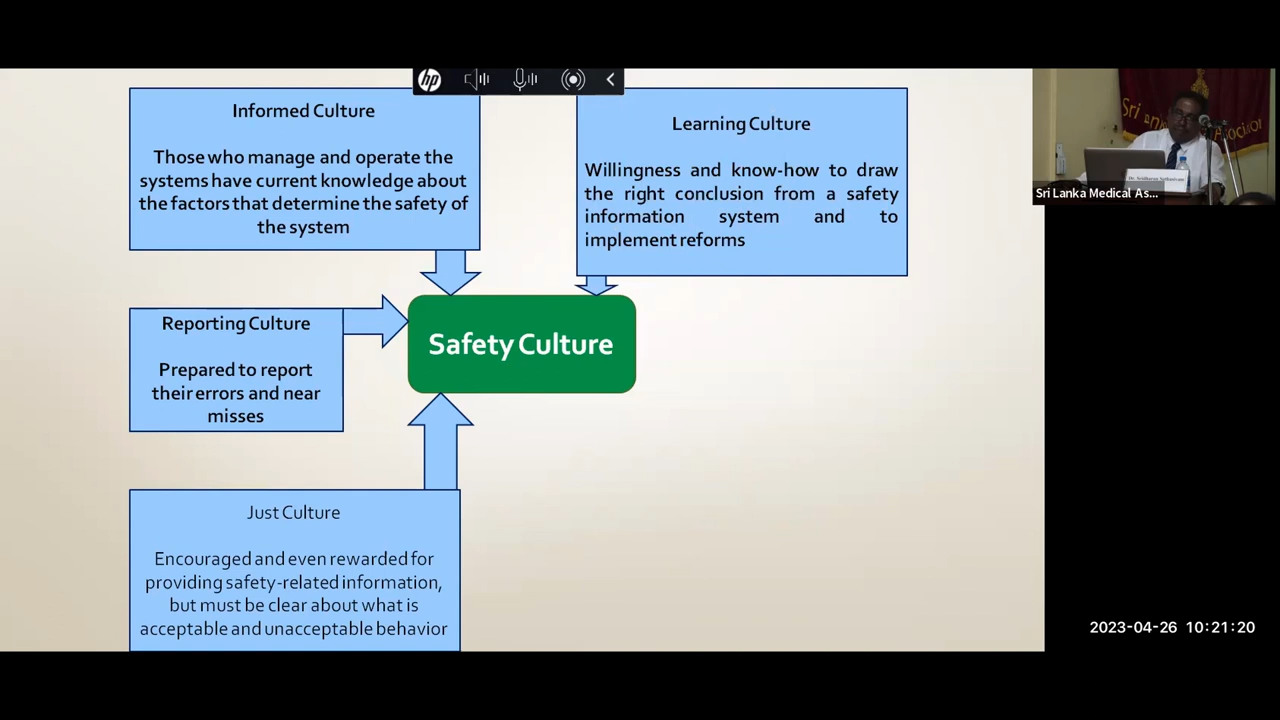 hp
Informed Culture
Those who manage and operate the
systems have current knowledge about
the factors that determine the safety of
the system
Learning Culture
Willingness and know-how to draw
the right conclusion from a safety
information system and to
implement reforms
Reporting Culture
Prepared to report
their errors and near
misses
Safety Culture
Just Culture
Encouraged and even rewarded for
providing safety-related information,
but must be clear about what is
acceptable and unacceptable behavior
Sri Lan
Sri Lanka Medical As...
2023-04-26 10:21:20